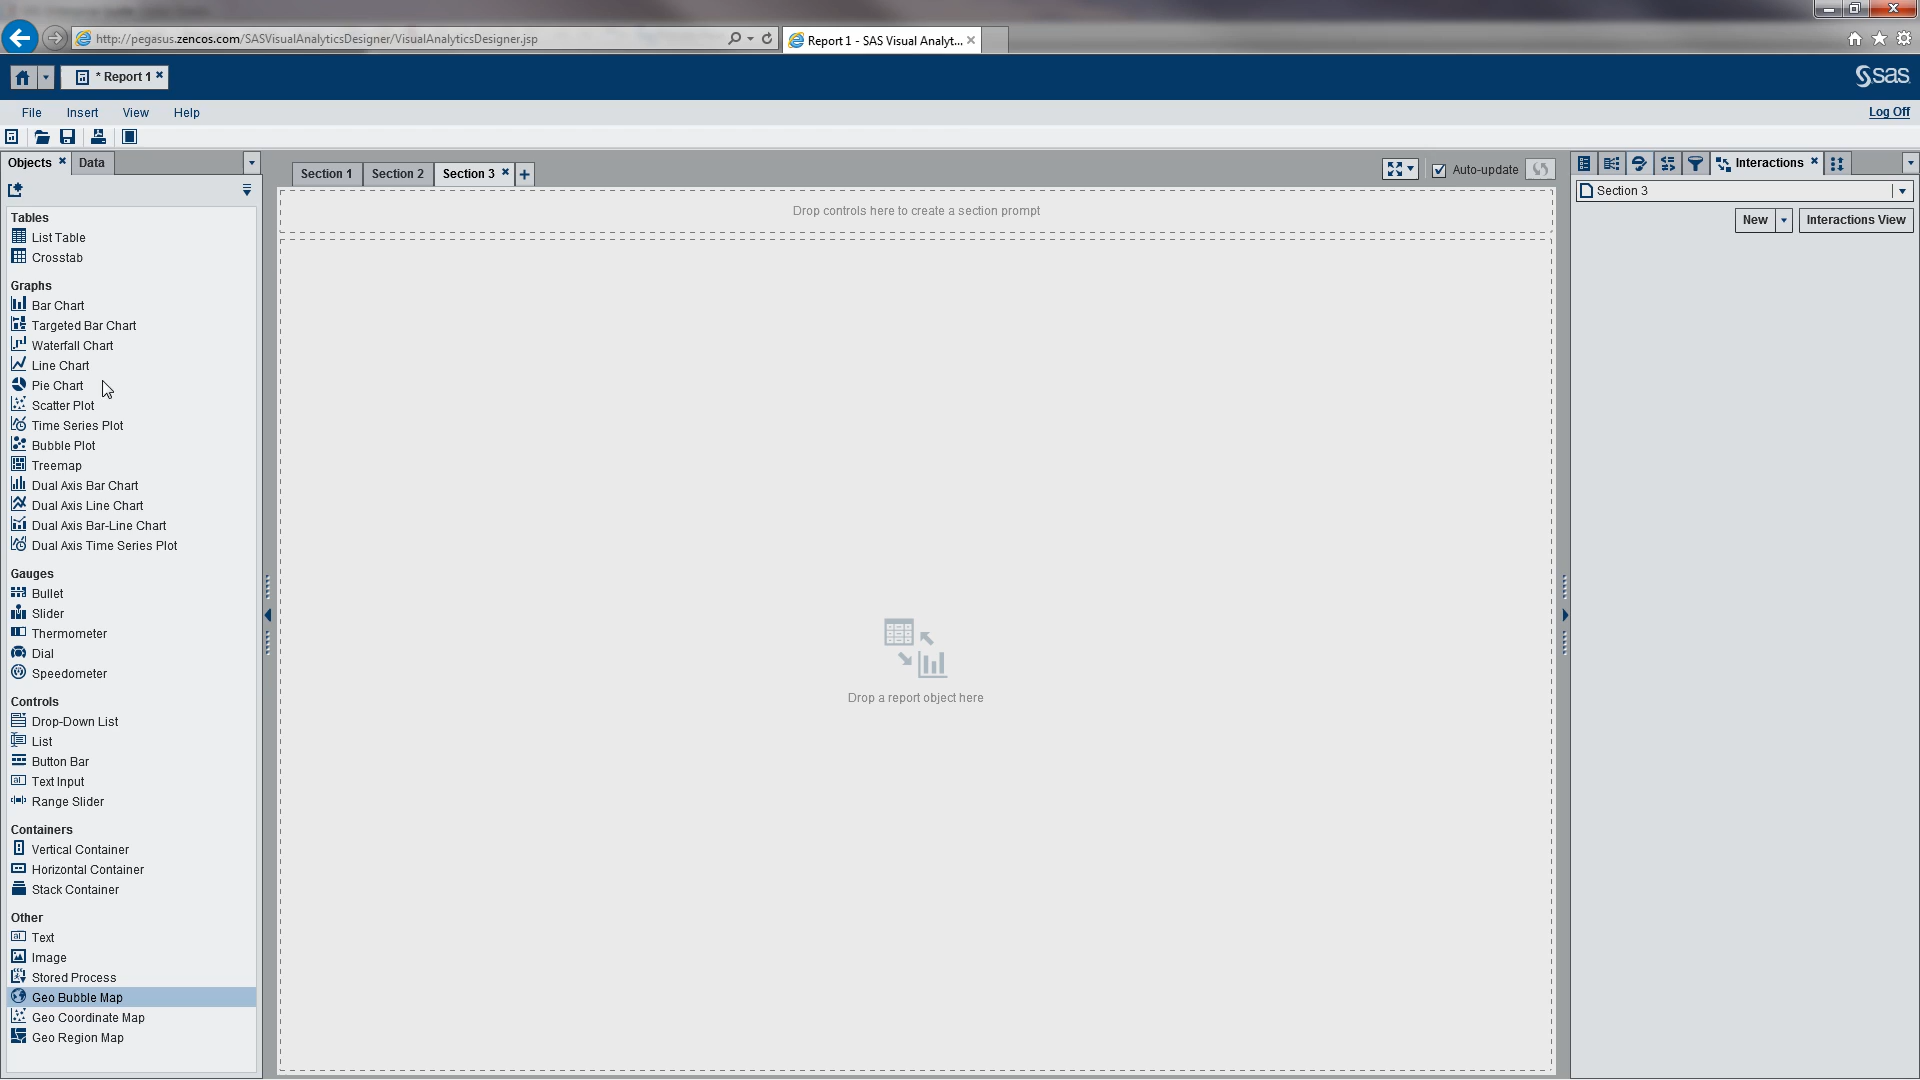 http://pegasus.zencos.com/SASVisualAnalyticsDesigner/VisualAnalyticsDesigner.jsp
Report 1 - SAS Visual Analyt...
* Report 1
sas
File Insert View Help
Log Off
Objects Data
Section 1 Section 2 Section 3 +
Auto-update
Interactions
Section 3
New Interactions View
Drop controls here to create a section prompt
Drop a report object here
Tables
List Table
Crosstab
Graphs
Bar Chart
Targeted Bar Chart
Waterfall Chart
Line Chart
Pie Chart
Scatter Plot
Time Series Plot
Bubble Plot
Treemap
Dual Axis Bar Chart
Dual Axis Line Chart
Dual Axis Bar-Line Chart
Dual Axis Time Series Plot
Gauges
Bullet
Slider
Thermometer
Dial
Speedometer
Controls
Drop-Down List
List
Button Bar
Text Input
Range Slider
Containers
Vertical Container
Horizontal Container
Stack Container
Other
Text
Image
Stored Process
Geo Bubble Map
Geo Coordinate Map
Geo Region Map